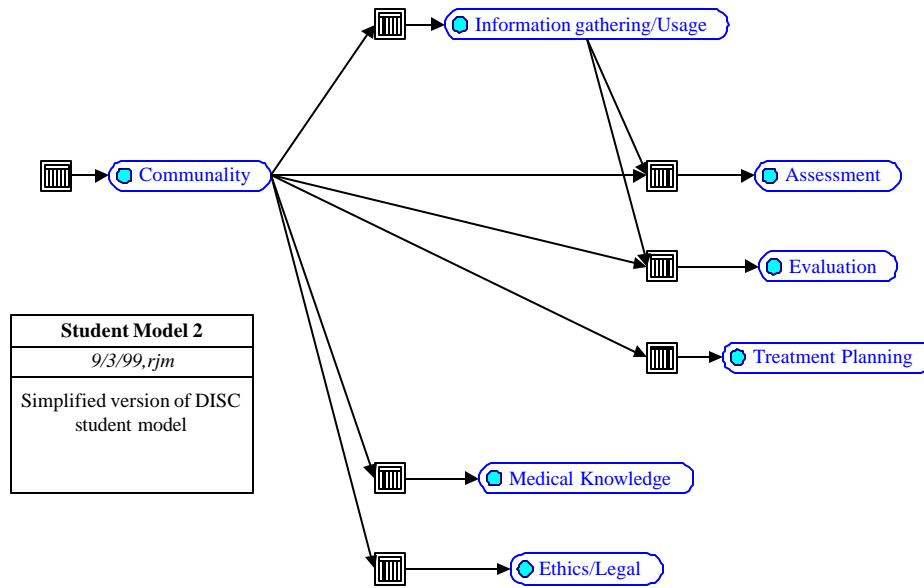 Information gathering/Usage
Communality
Assessment
Evaluation
Student Model 2
9/3/99,rjm
Simplified version of DISC
student model
Treatment Planning
Medical Knowledge
Ethics/Legal